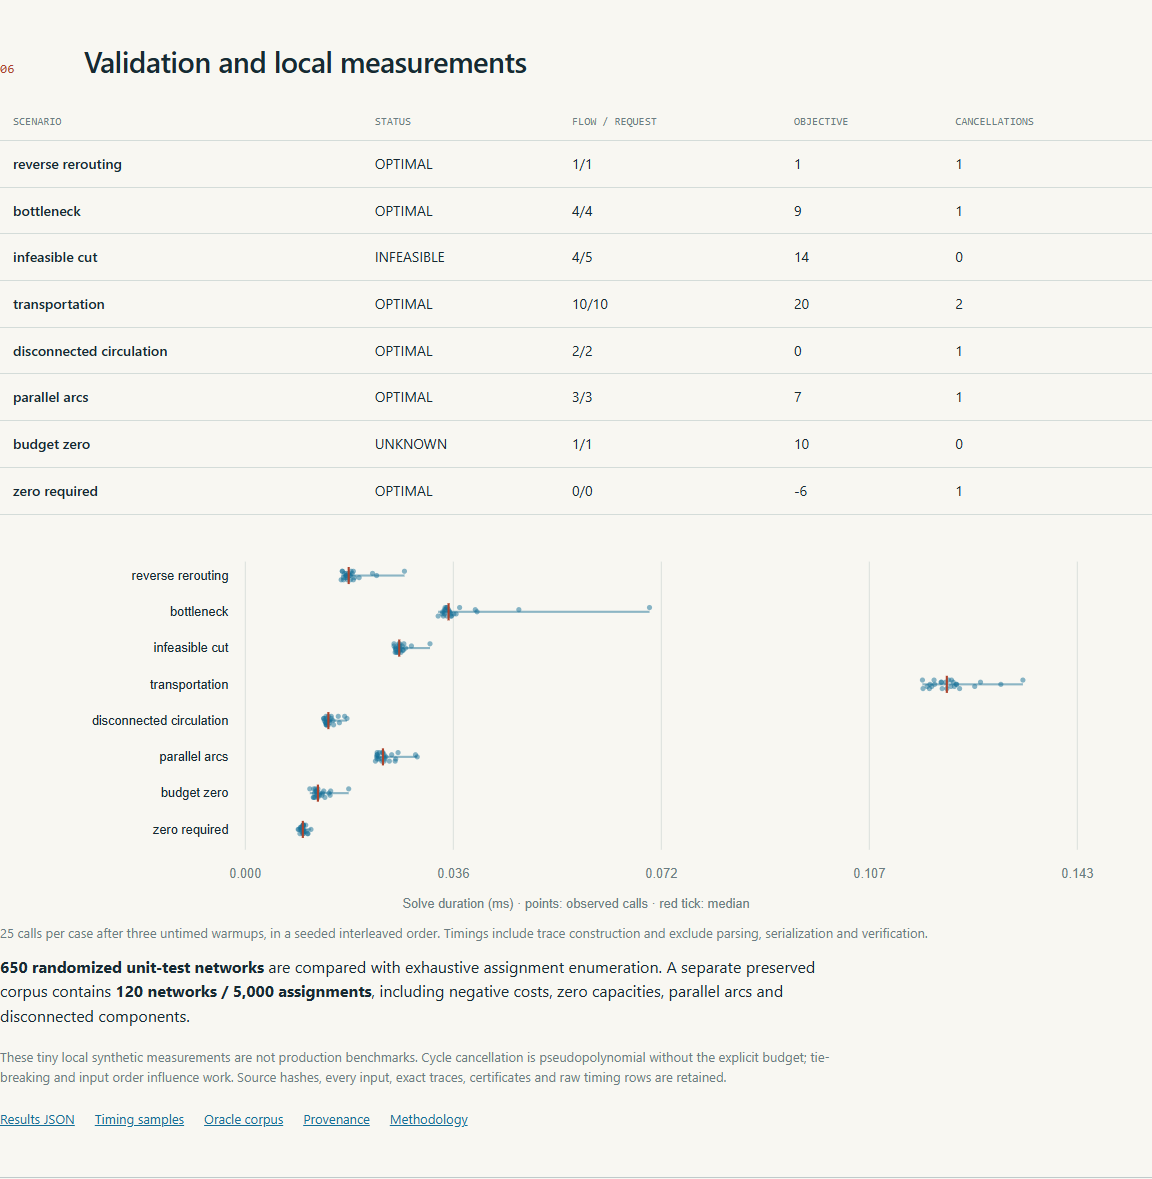 06 Validation and local measurements
SCENARIO STATUS FLOW / REQUEST OBJECTIVE CANCELLATIONS
reverse rerouting OPTIMAL 1/1 1 1
bottleneck OPTIMAL 4/4 9 1
infeasible cut INFEASIBLE 4/5 14 0
transportation OPTIMAL 10/10 20 2
disconnected circulation OPTIMAL 2/2 0 1
parallel arcs OPTIMAL 3/3 7 1
budget zero UNKNOWN 1/1 10 0
zero required OPTIMAL 0/0 -6 1
reverse rerouting
bottleneck
infeasible cut
transportation
disconnected circulation
parallel arcs
budget zero
zero required
0.000 0.036 0.072 0.107 0.143
Solve duration (ms) · points: observed calls · red tick: median
25 calls per case after three untimed warmups, in a seeded interleaved order. Timings include trace construction and exclude parsing, serialization and verification.
650 randomized unit-test networks are compared with exhaustive assignment enumeration. A separate preserved
corpus contains 120 networks / 5,000 assignments, including negative costs, zero capacities, parallel arcs and
disconnected components.
These tiny local synthetic measurements are not production benchmarks. Cycle cancellation is pseudopolynomial without the explicit budget; tie-
breaking and input order influence work. Source hashes, every input, exact traces, certificates and raw timing rows are retained.
Results JSON Timing samples Oracle corpus Provenance Methodology